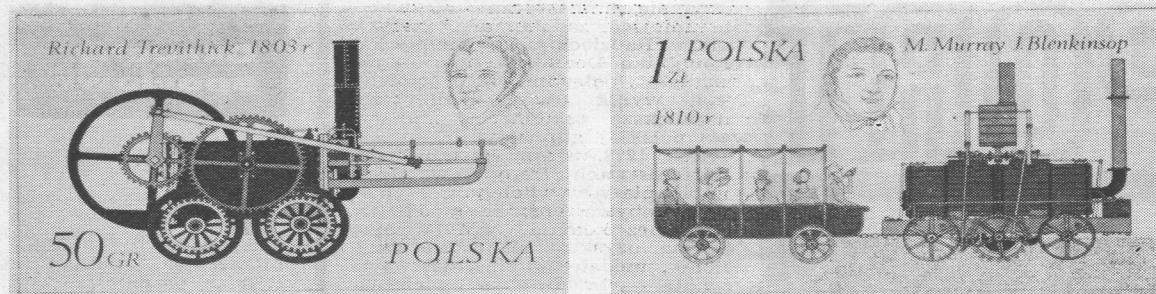 Richard Trevithick, 1803 r
50 GR
POLSKA
1 ZŁ POLSKA
M. Murray J. Blenkinsop
1810 r